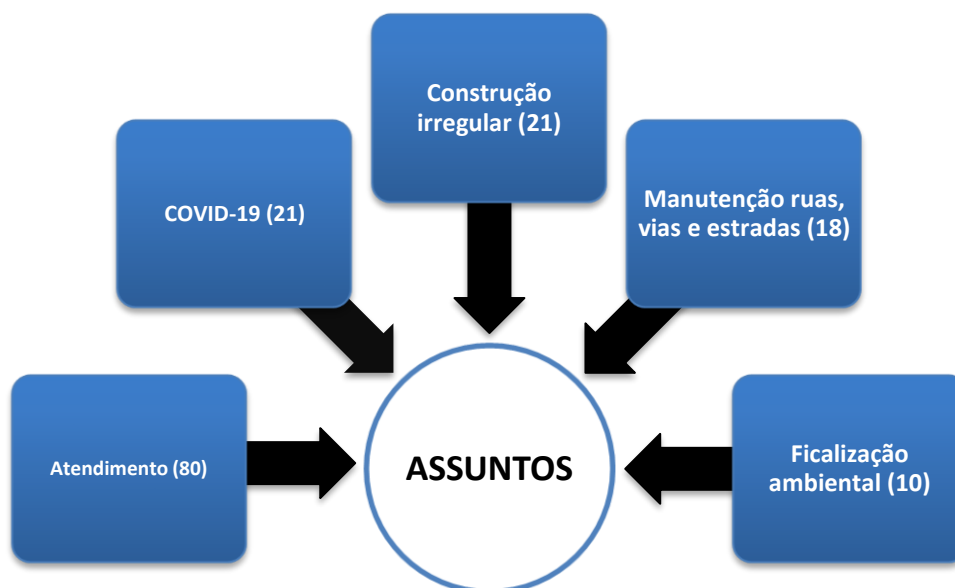 Construção
irregular (21)
COVID-19 (21)
Manutenção ruas,
vias e estradas (18)
Atendimento (80)
ASSUNTOS
Ficalização
ambiental (10)